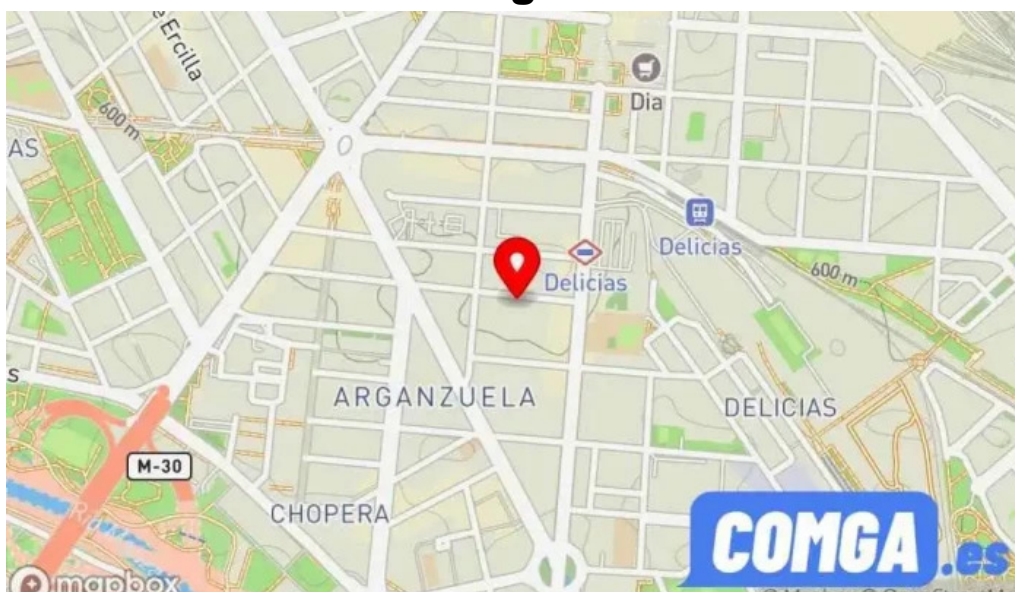 Ercilla
600 m
AS
Dia
Delicias
Delicias
600 m
ARGANZUELA
DELICIAS
S
M-30
CHOPERA
COMGA.es
mapbox